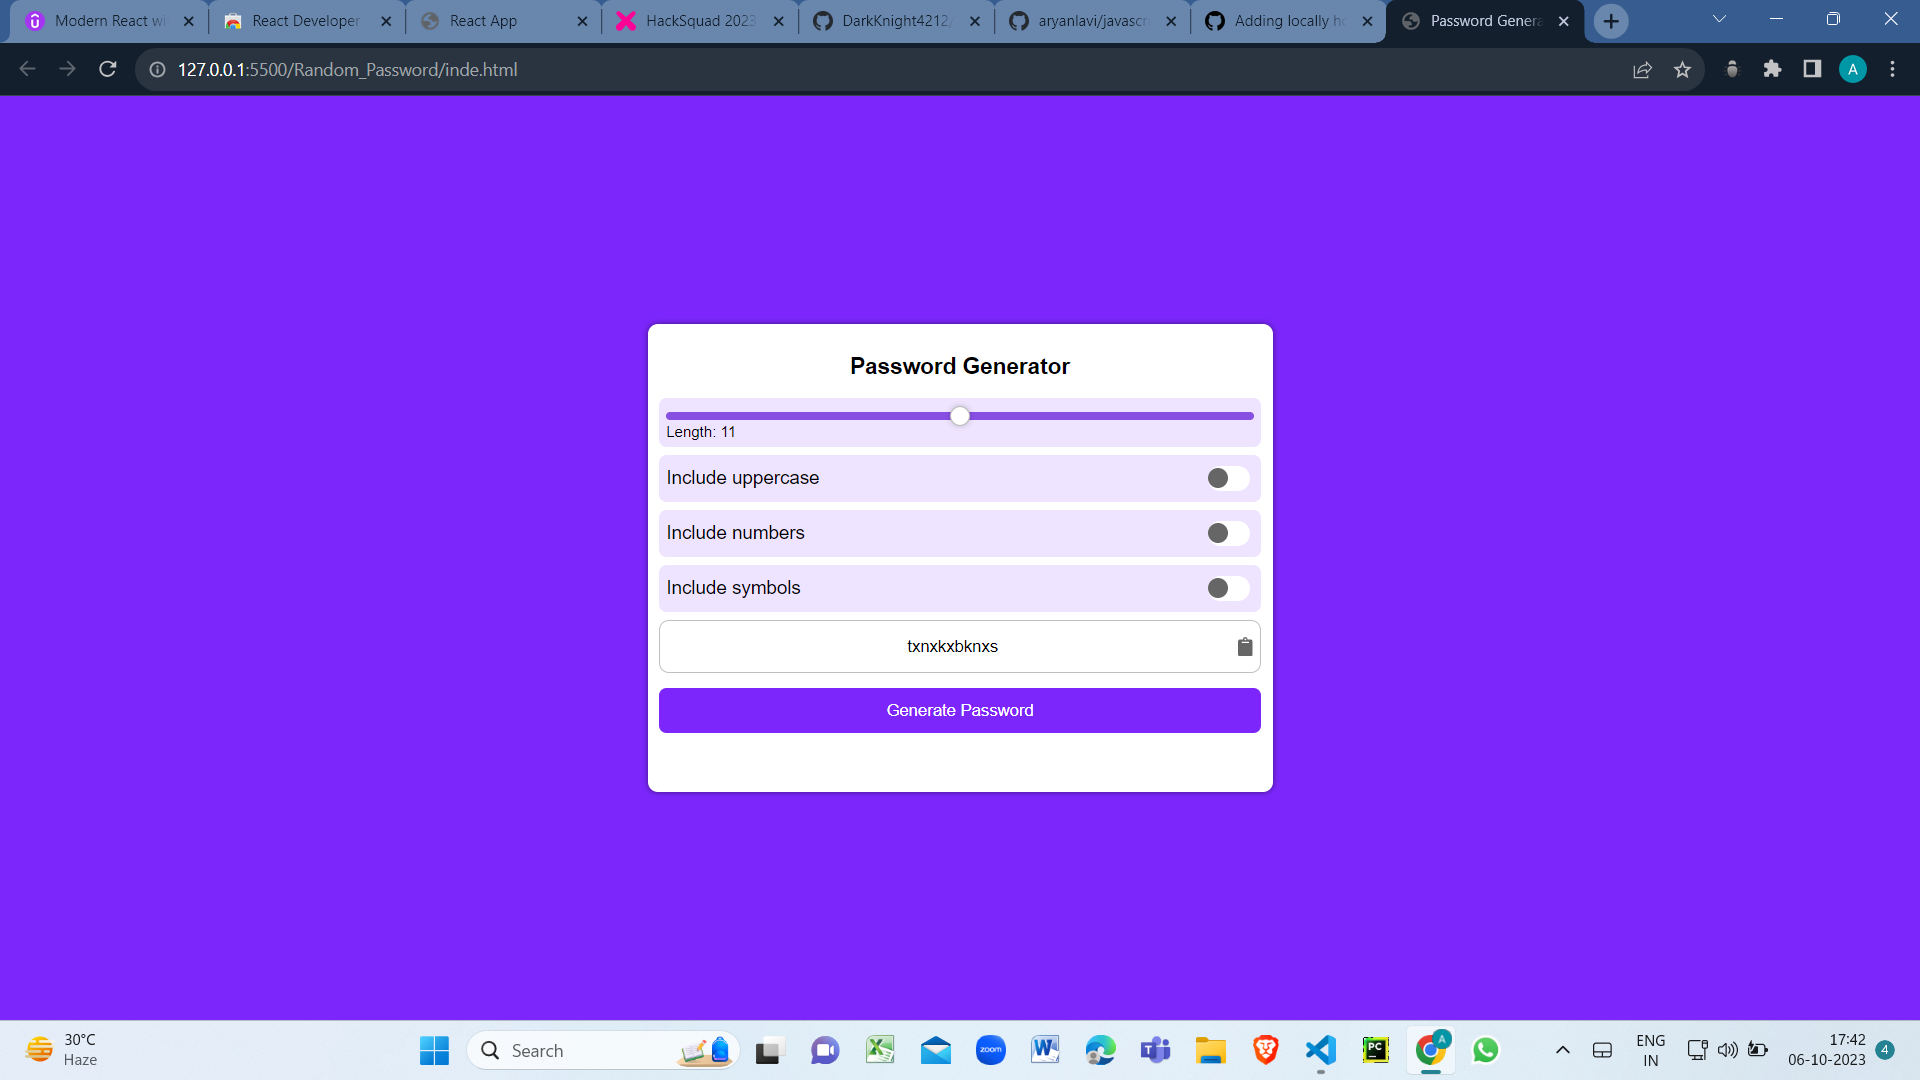 Modern React wi
React Developer
React App
HackSquad 2023
DarkKnight4212/
aryanlavi/javascri
Adding locally ho
Password Genera
127.0.0.1:5500/Random_Password/inde.html
A
Password Generator
Length: 11
Include uppercase
Include numbers
Include symbols
txnxkxbknxs
Generate Password
30°C
Haze
Search
zoom
PC
A
ENG
IN
17:42
06-10-2023
4